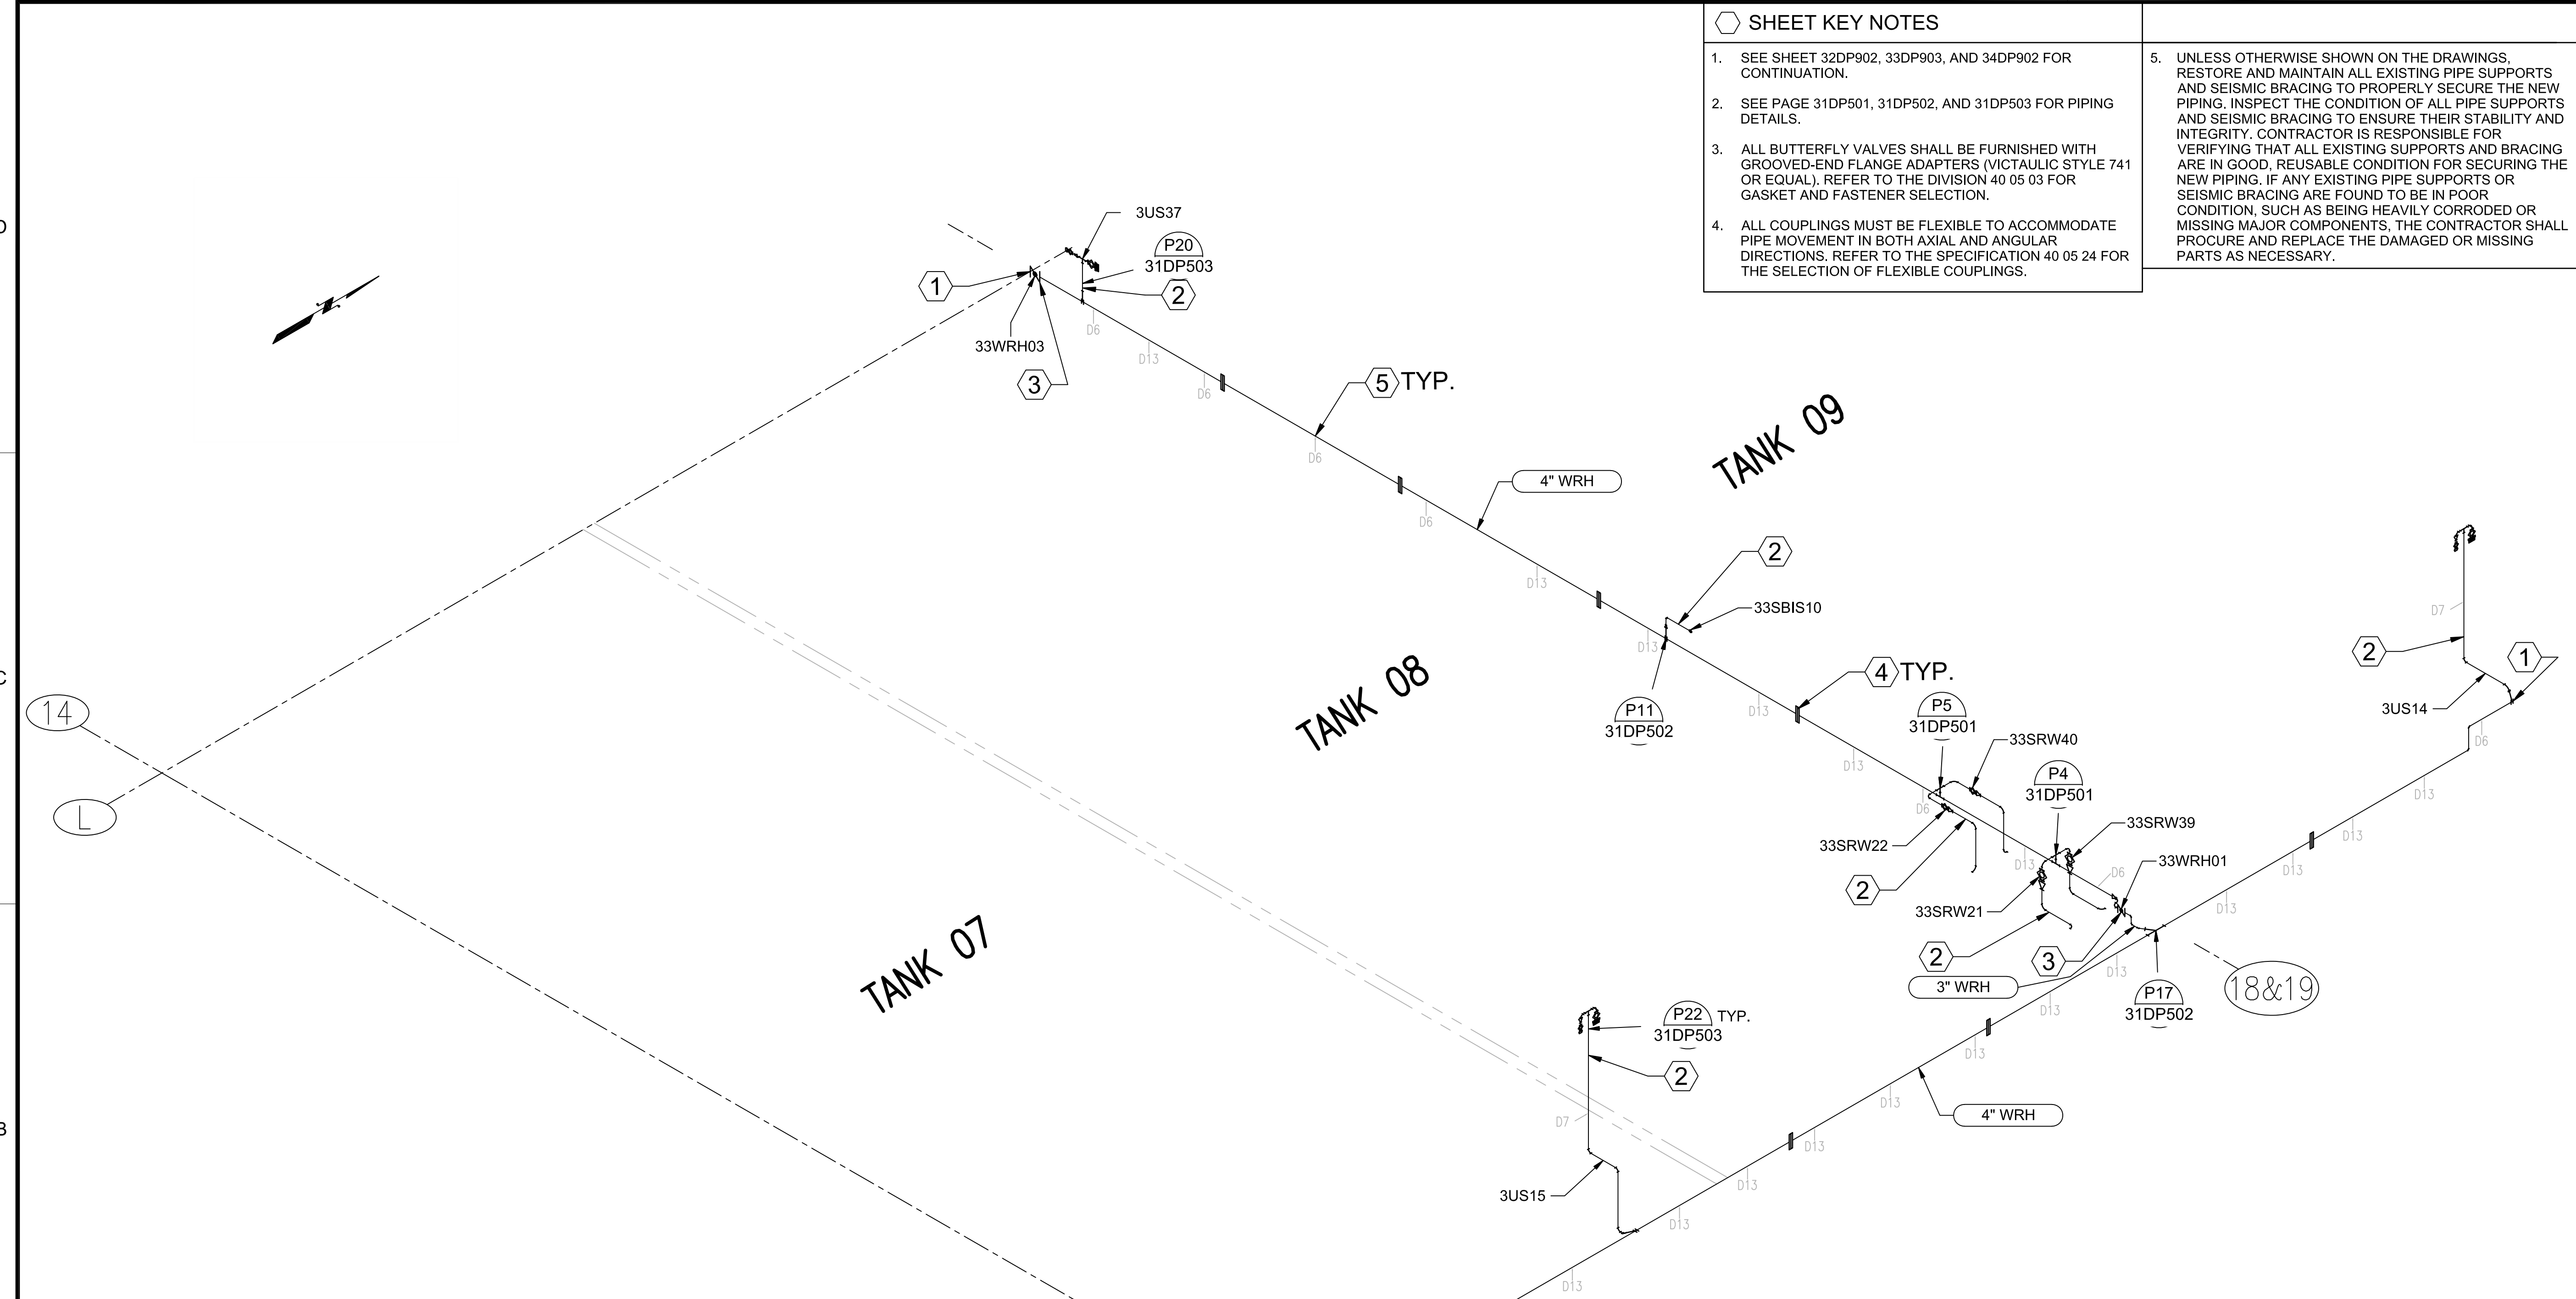 SHEET KEY NOTES
1. SEE SHEET 32DP902, 33DP903, AND 34DP902 FOR
CONTINUATION.
2. SEE PAGE 31DP501, 31DP502, AND 31DP503 FOR PIPING
DETAILS.
3. ALL BUTTERFLY VALVES SHALL BE FURNISHED WITH
GROOVED-END FLANGE ADAPTERS (VICTAULIC STYLE 741
OR EQUAL). REFER TO THE DIVISION 40 05 03 FOR
GASKET AND FASTENER SELECTION.
4. ALL COUPLINGS MUST BE FLEXIBLE TO ACCOMMODATE
PIPE MOVEMENT IN BOTH AXIAL AND ANGULAR
DIRECTIONS. REFER TO THE SPECIFICATION 40 05 24 FOR
THE SELECTION OF FLEXIBLE COUPLINGS.
5. UNLESS OTHERWISE SHOWN ON THE DRAWINGS,
RESTORE AND MAINTAIN ALL EXISTING PIPE SUPPORTS
AND SEISMIC BRACING TO PROPERLY SECURE THE NEW
PIPING. INSPECT THE CONDITION OF ALL PIPE SUPPORTS
AND SEISMIC BRACING TO ENSURE THEIR STABILITY AND
INTEGRITY. CONTRACTOR IS RESPONSIBLE FOR
VERIFYING THAT ALL EXISTING SUPPORTS AND BRACING
ARE IN GOOD, REUSABLE CONDITION FOR SECURING THE
NEW PIPING. IF ANY EXISTING PIPE SUPPORTS OR
SEISMIC BRACING ARE FOUND TO BE IN POOR
CONDITION, SUCH AS BEING HEAVILY CORRODED OR
MISSING MAJOR COMPONENTS, THE CONTRACTOR SHALL
PROCURE AND REPLACE THE DAMAGED OR MISSING
PARTS AS NECESSARY.
N
3US37
P20
31DP503
1
2
33WRH03
3
D6
D13
D6
5 TYP.
D6
4" WRH
D6
TANK 09
D13
2
33SBIS10
D13
P11
31DP502
TANK 08
4 TYP.
D13
D13
P5
31DP501
33SRW40
D6
33SRW22
2
P4
31DP501
33SRW39
D13
33WRH01
D6
33SRW21
2
3
3" WRH
D7
2
1
3US14
D6
D13
D13
D13
D13
D13
P17
31DP502
18&19
D13
D13
14
L
TANK 07
P22 TYP.
31DP503
2
D7
3US15
4" WRH
D13
D13
D13
D13
D13
C
B